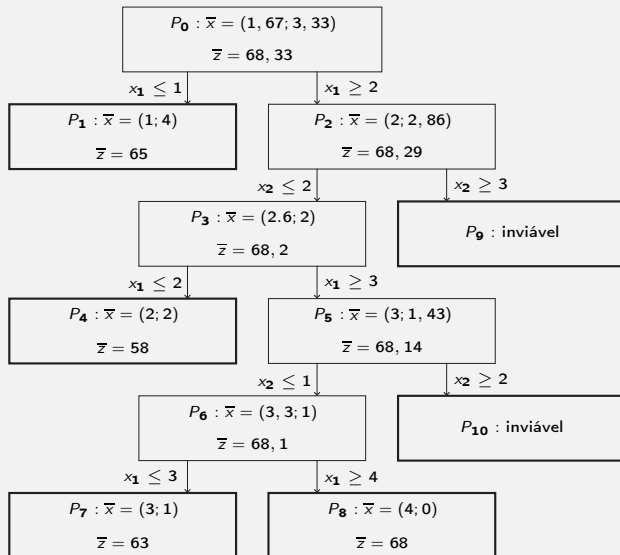 P0 : x̅ = (1, 67; 3, 33)
z̅ = 68, 33
x1 ≤ 1
x1 ≥ 2
P1 : x̅ = (1; 4)
z̅ = 65
P2 : x̅ = (2; 2, 86)
z̅ = 68, 29
x2 ≤ 2
x2 ≥ 3
P3 : x̅ = (2.6; 2)
z̅ = 68, 2
P9 : inviável
x1 ≤ 2
x1 ≥ 3
P4 : x̅ = (2; 2)
z̅ = 58
P5 : x̅ = (3; 1, 43)
z̅ = 68, 14
x2 ≤ 1
x2 ≥ 2
P6 : x̅ = (3, 3; 1)
z̅ = 68, 1
P10 : inviável
x1 ≤ 3
x1 ≥ 4
P7 : x̅ = (3; 1)
z̅ = 63
P8 : x̅ = (4; 0)
z̅ = 68